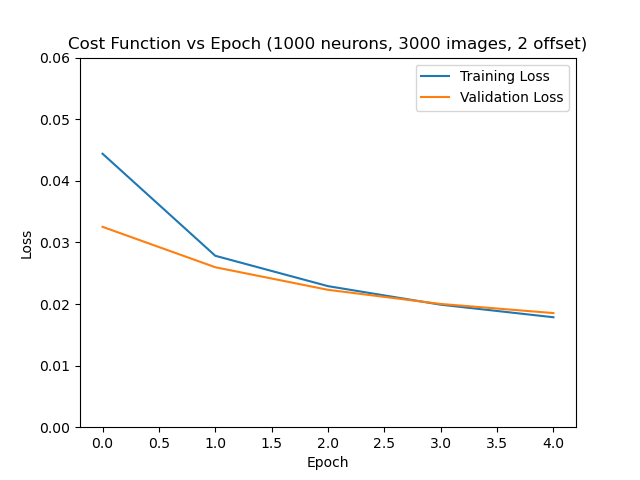 Cost Function vs Epoch (1000 neurons, 3000 images, 2 offset)
0.06
0.05
0.04
0.03
0.02
0.01
0.00
Loss
Training Loss
Validation Loss
0.0 0.5 1.0 1.5 2.0 2.5 3.0 3.5 4.0
Epoch